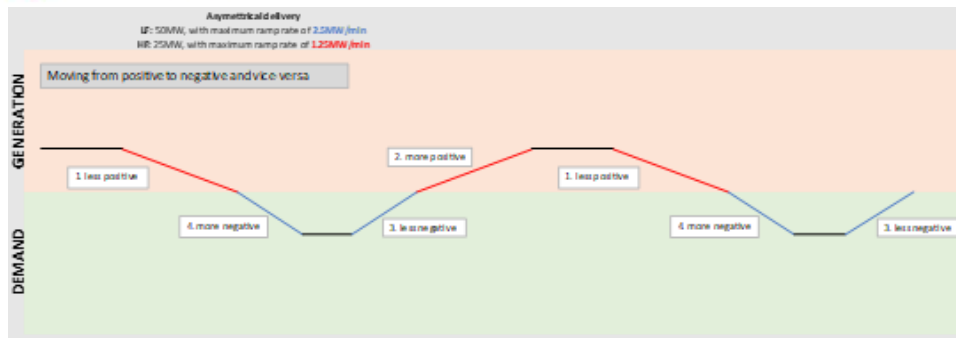 Asymettrical delivery
LF: 50MW, with maximum ramp rate of 2.5MW/min
HF: 25MW, with maximum ramp rate of 1.25MW/min
Moving from positive to negative and vice versa
GENERATION
2. more positive
1. less positive
1. less positive
4. more negative
3. less negative
4. more negative
3. less negative
DEMAND